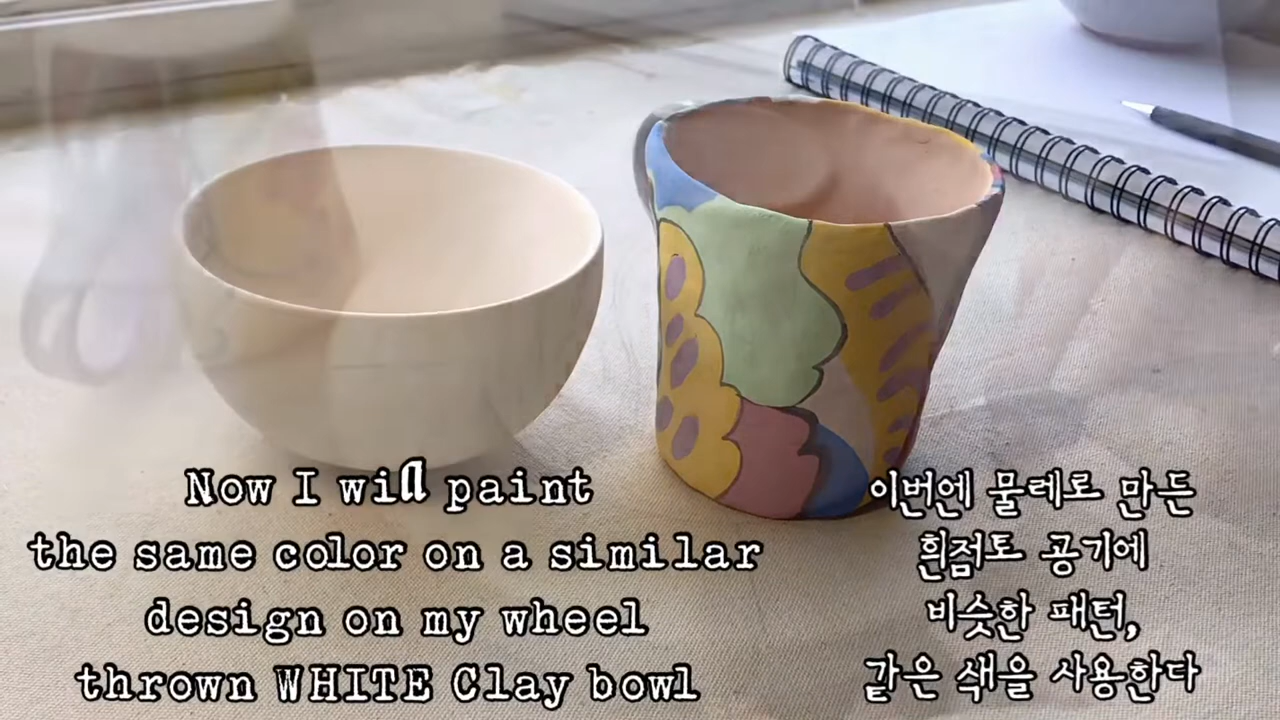 Now I will paint
the same color on a similar
design on my wheel
thrown WHITE Clay bowl
이번엔 물레로 만든
흰점토 공기에
비슷한 패턴,
같은 색을 사용한다